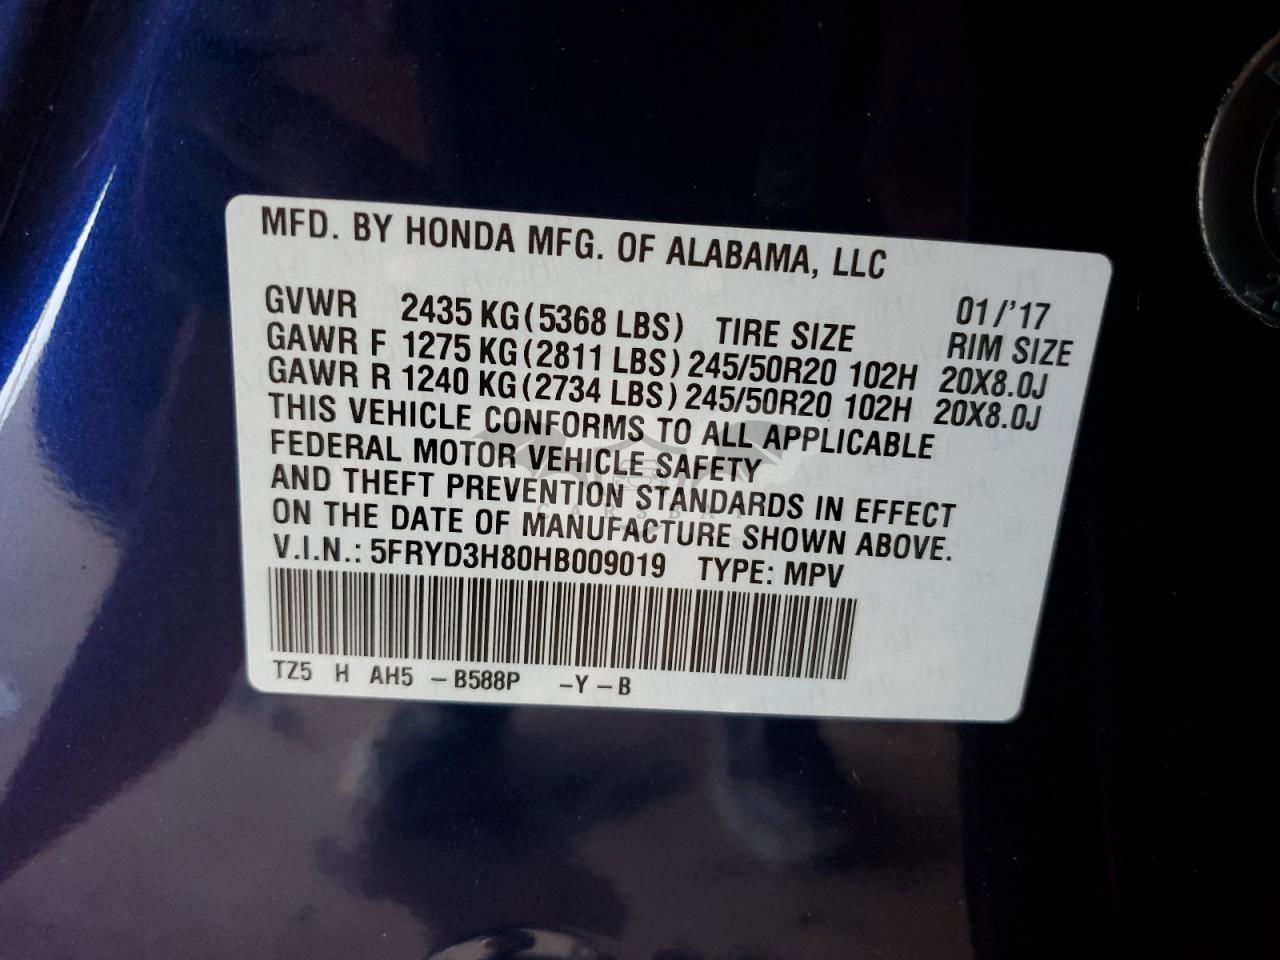 MFD. BY HONDA MFG. OF ALABAMA, LLC
01/'17
GVWR 2435 KG (5368 LBS) TIRE SIZE RIM SIZE
GAWR F 1275 KG (2811 LBS) 245/50R20 102H 20X8.0J
GAWR R 1240 KG (2734 LBS) 245/50R20 102H 20X8.0J
THIS VEHICLE CONFORMS TO ALL APPLICABLE
FEDERAL MOTOR VEHICLE SAFETY
AND THEFT PREVENTION STANDARDS IN EFFECT
ON THE DATE OF MANUFACTURE SHOWN ABOVE.
V.I.N.: 5FRYD3H80HB009019 TYPE: MPV
TZ5 H AH5 -B588P -Y-B